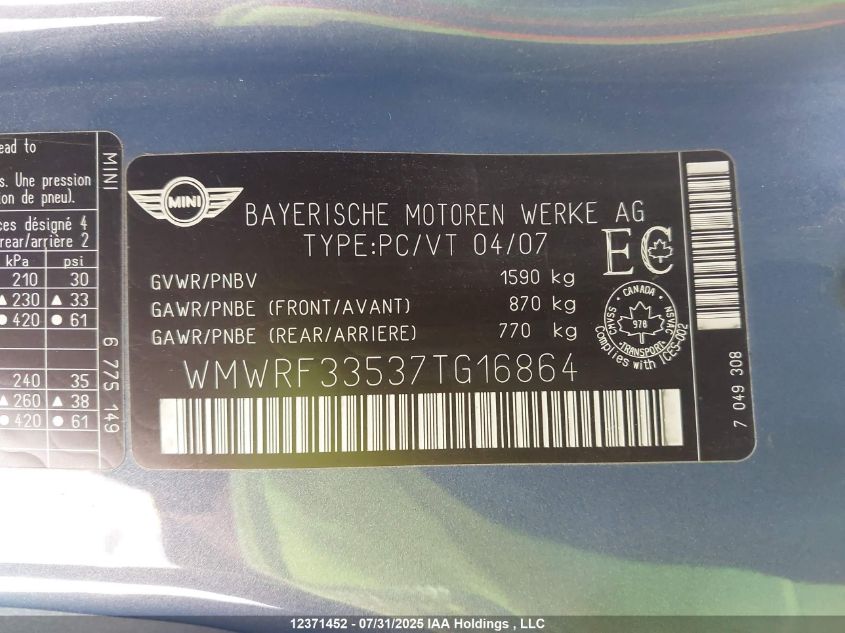 ead to
s. Une pression
ion de pneu).
ces désigné 4
rear/arrière 2
kPa psi
210 30
▲ 230 ▲ 33
● 420 ● 61
240 35
▲ 260 ▲ 38
● 420 ● 61
MINI
6 775 149
MINI
BAYERISCHE MOTOREN WERKE AG
TYPE:PC/VT 04/07
GVWR/PNBV 1590 kg
GAWR/PNBE (FRONT/AVANT) 870 kg
GAWR/PNBE (REAR/ARRIERE) 770 kg
WMWRF33537TG16864
EC
CANADA
CMVSS
NSVAC
978
TRANSPORT
Complies with ICES-002
7 049 308
12371452 - 07/31/2025 IAA Holdings , LLC